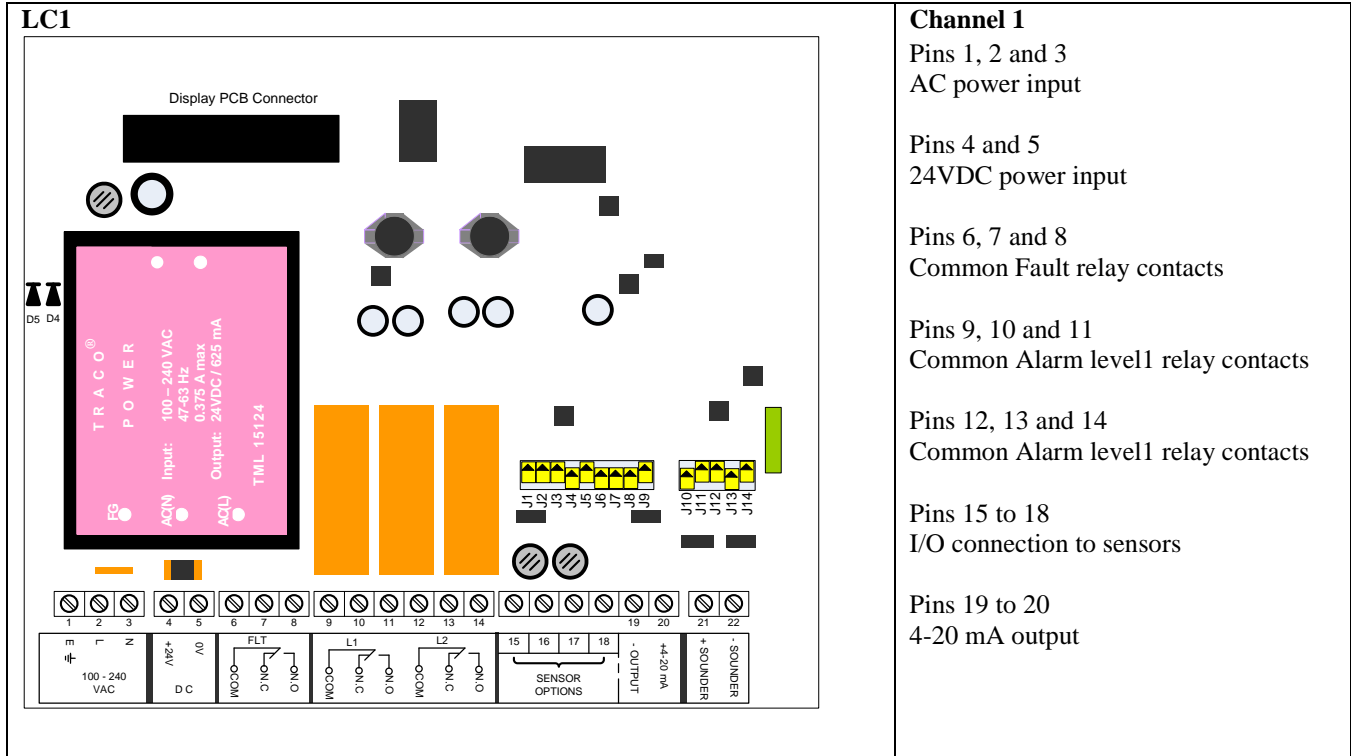 LC1
Display PCB Connector
D5 D4
TRACO®
POWER
Input: 100 – 240 VAC
47-63 Hz
0.375 A max
Output: 24VDC / 625 mA
TML 15124
FG
AC(N)
AC(L)
J1 J2 J3 J4 J5 J6 J7 J8 J9
J10 J11 J12 J13 J14
1 2 3 4 5 6 7 8 9 10 11 12 13 14 19 20 21 22
E L N
100 - 240
VAC
+24V 0V
DC
FLT
COM N.C N.O
L1
COM N.C N.O
L2
COM N.C N.O
15 16 17 18
SENSOR
OPTIONS
- OUTPUT
+4-20 mA
+ SOUNDER
- SOUNDER
Channel 1
Pins 1, 2 and 3
AC power input
Pins 4 and 5
24VDC power input
Pins 6, 7 and 8
Common Fault relay contacts
Pins 9, 10 and 11
Common Alarm level1 relay contacts
Pins 12, 13 and 14
Common Alarm level1 relay contacts
Pins 15 to 18
I/O connection to sensors
Pins 19 to 20
4-20 mA output